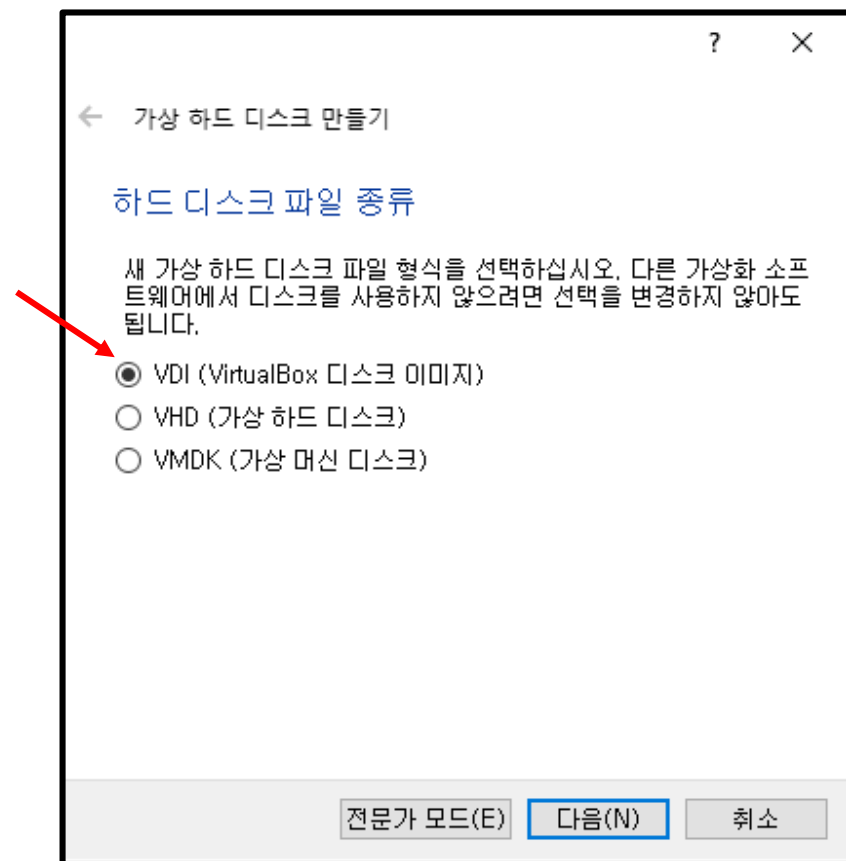 ?
가상 하드 디스크 만들기
하드 디스크 파일 종류
새 가상 하드 디스크 파일 형식을 선택하십시오. 다른 가상화 소프
트웨어에서 디스크를 사용하지 않으려면 선택을 변경하지 않아도
됩니다.
VDI (VirtualBox 디스크 이미지)
VHD (가상 하드 디스크)
VMDK (가상 머신 디스크)
전문가 모드(E) 다음(N) 취소